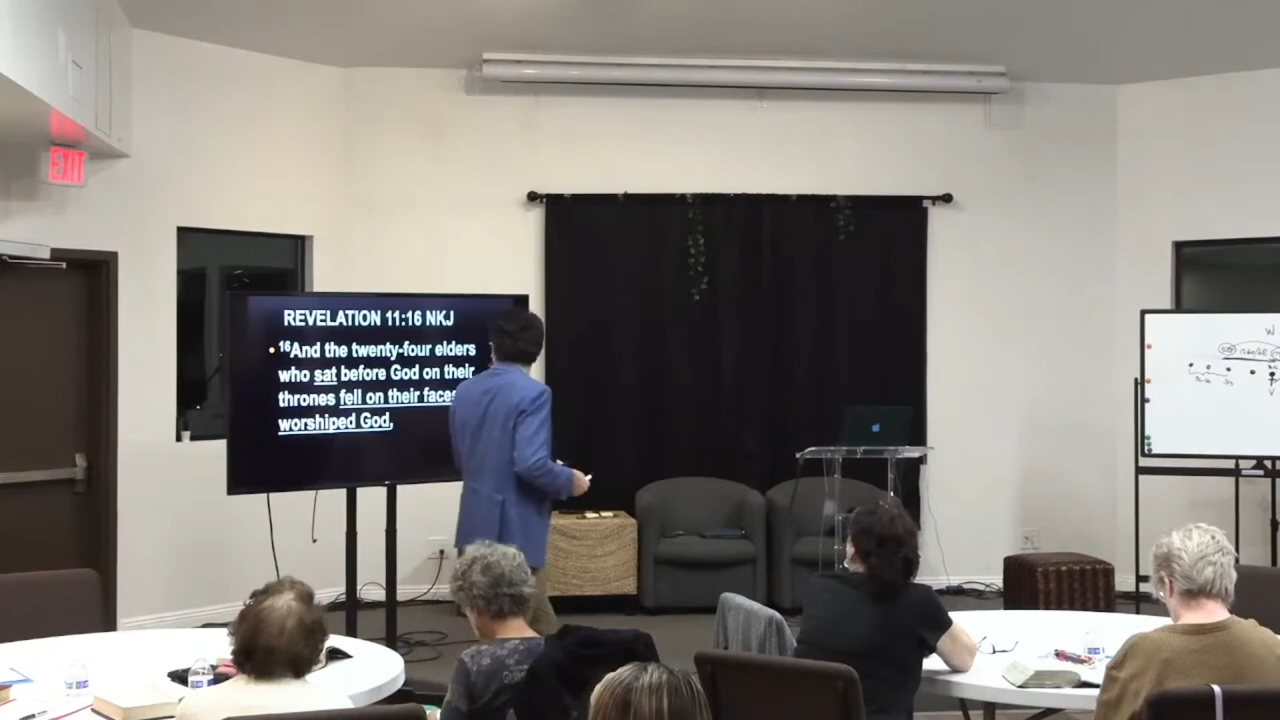 EXIT
REVELATION 11:16 NKJ
• ¹⁶And the twenty-four elders
who sat before God on their
thrones fell on their faces
worshiped God,
W